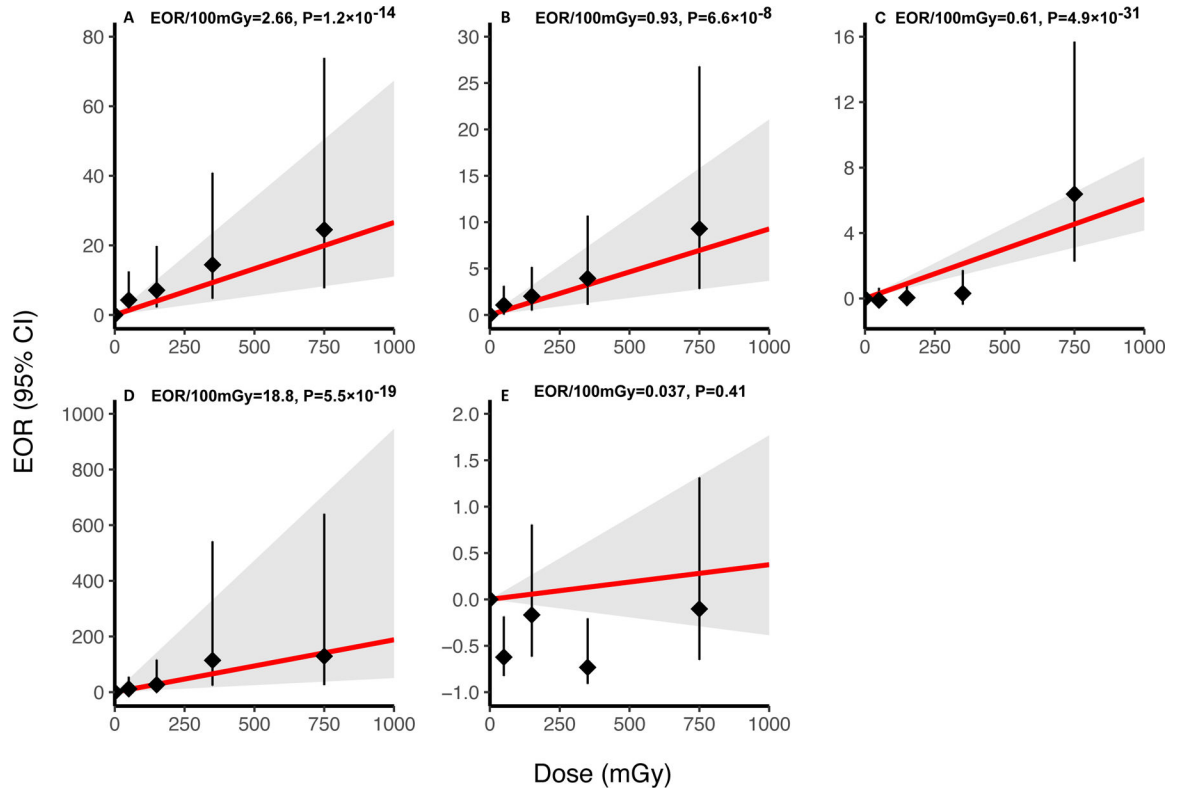 A EOR/100mGy=2.66, P=1.2×10-14
80
60
40
20
0
0 250 500 750 1000
B EOR/100mGy=0.93, P=6.6×10-8
30
25
20
15
10
5
0
0 250 500 750 1000
C EOR/100mGy=0.61, P=4.9×10-31
16
12
8
4
0
0 250 500 750 1000
EOR (95% CI)
D EOR/100mGy=18.8, P=5.5×10-19
1000
800
600
400
200
0
0 250 500 750 1000
E EOR/100mGy=0.037, P=0.41
2.0
1.5
1.0
0.5
0.0
−0.5
−1.0
0 250 500 750 1000
Dose (mGy)